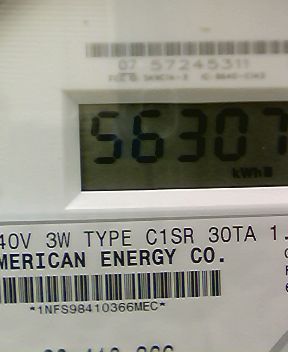 07 57245311
56307
kWh
40V 3W TYPE C1SR 30TA 1.
MERICAN ENERGY CO.
*1NFS98410366MEC*